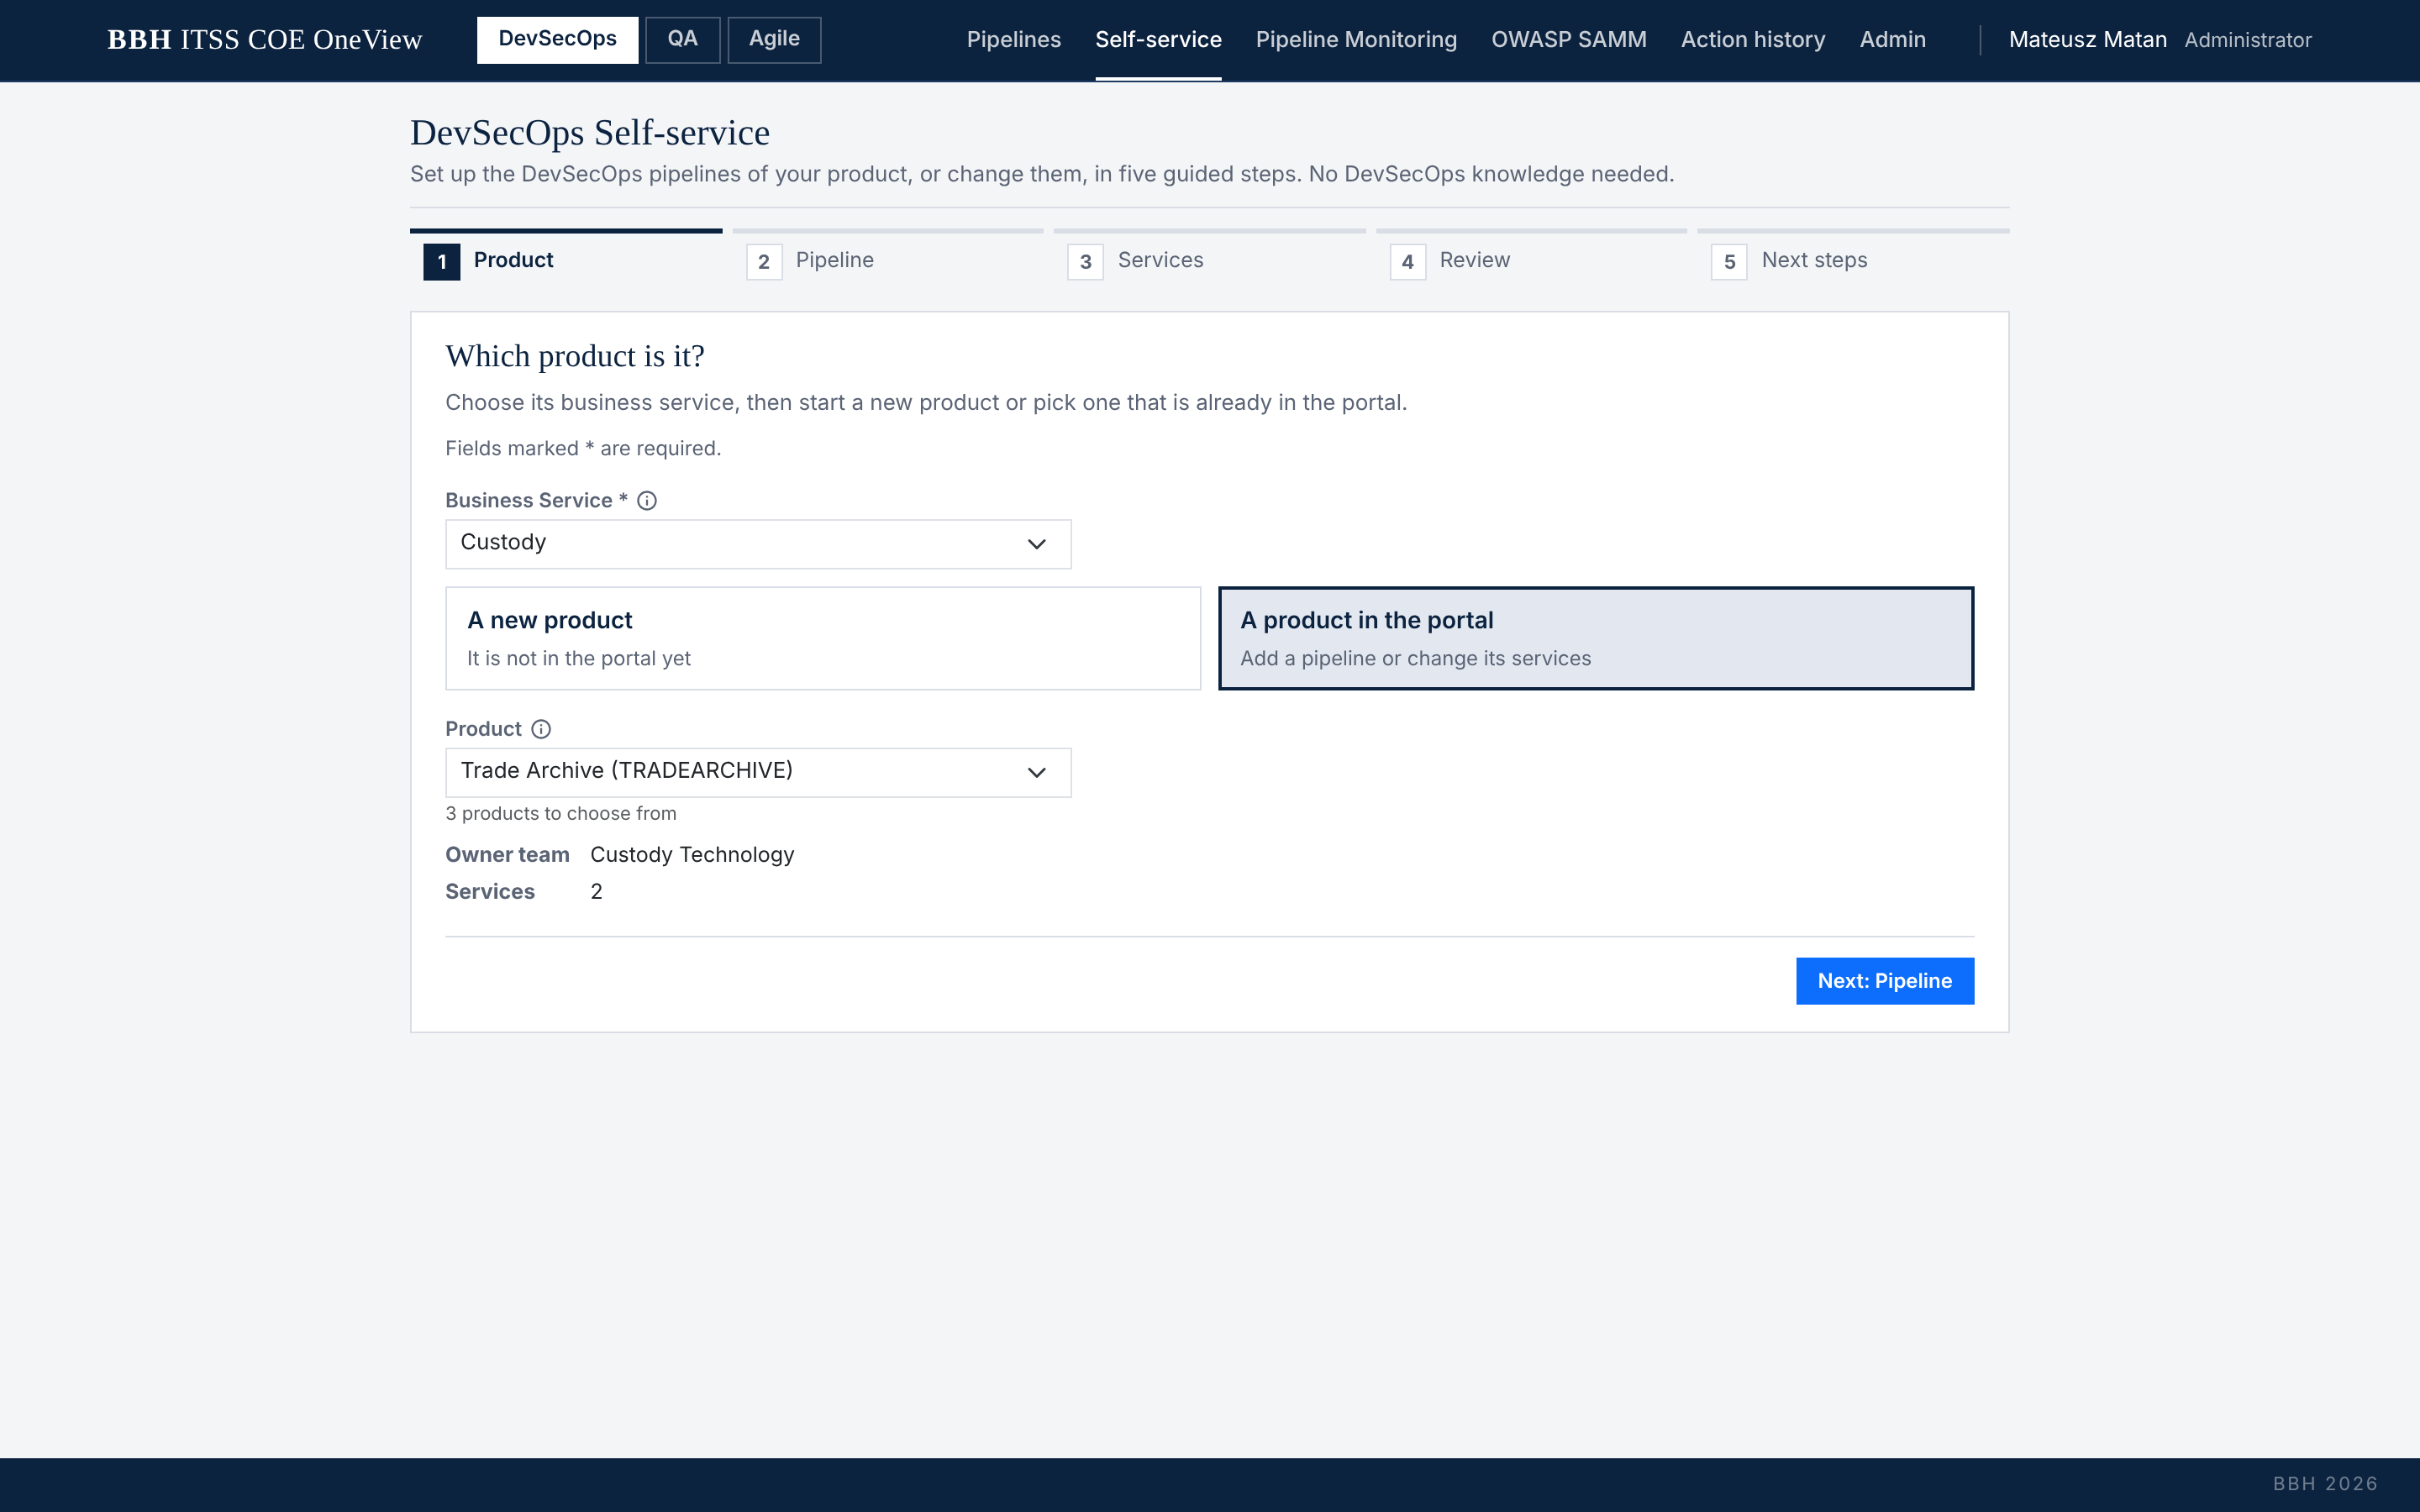 BBH ITSS COE OneView DevSecOps QA Agile Pipelines Self-service Pipeline Monitoring OWASP SAMM Action history Admin Mateusz Matan Administrator
DevSecOps Self-service
Set up the DevSecOps pipelines of your product, or change them, in five guided steps. No DevSecOps knowledge needed.
1 Product 2 Pipeline 3 Services 4 Review 5 Next steps
Which product is it?
Choose its business service, then start a new product or pick one that is already in the portal.
Fields marked * are required.
Business Service *
Custody
A new product
It is not in the portal yet
A product in the portal
Add a pipeline or change its services
Product
Trade Archive (TRADEARCHIVE)
3 products to choose from
Owner team Custody Technology
Services 2
Next: Pipeline
BBH 2026